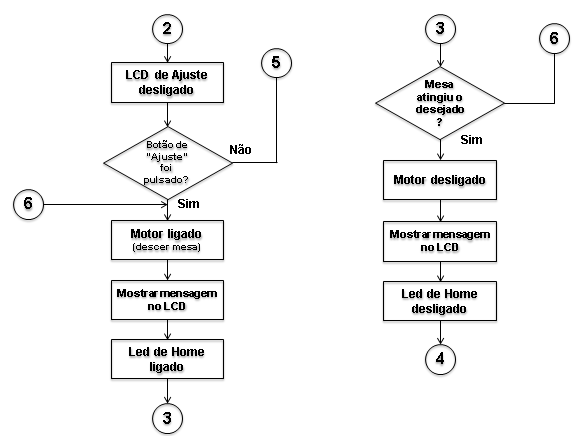 2
LCD de Ajuste
desligado
5
Botão de
"Ajuste"
foi
pulsado?
Não
Sim
6
Motor ligado
(descer mesa)
Mostrar mensagem
no LCD
Led de Home
ligado
3
3
6
Mesa
atingiu o
desejado
?
Sim
Motor desligado
Mostrar mensagem
no LCD
Led de Home
desligado
4